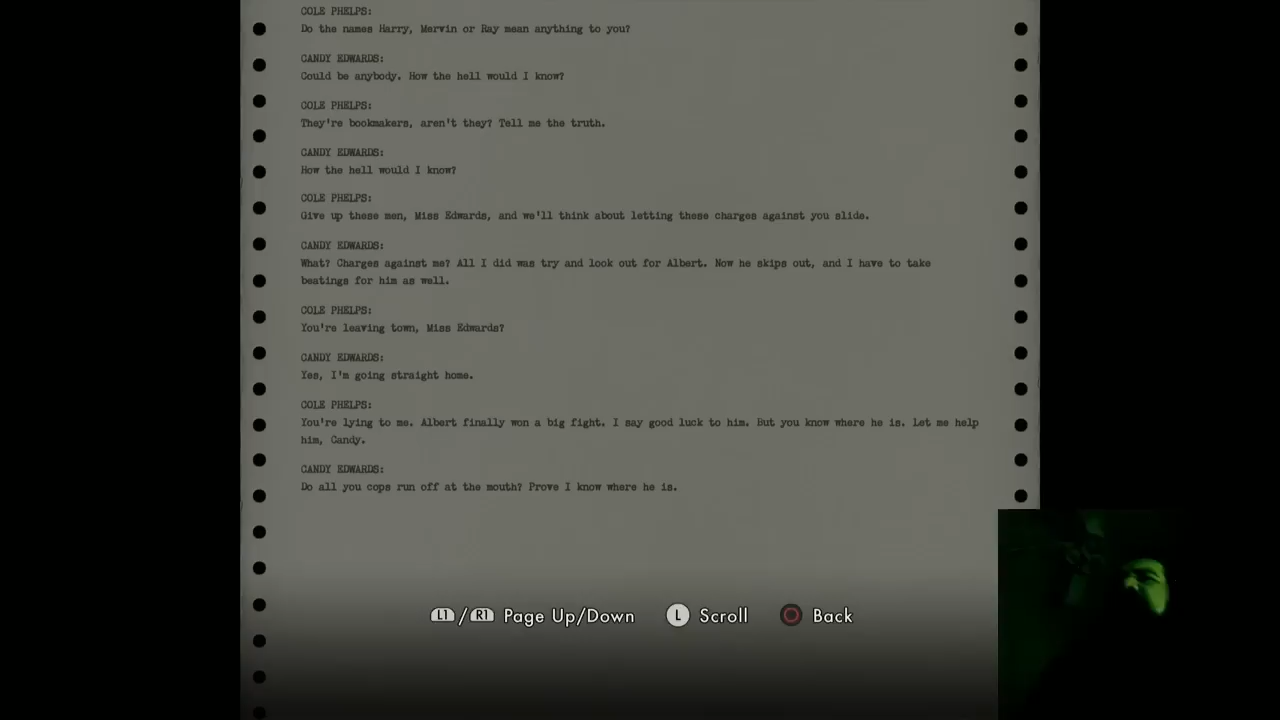 COLE PHELPS:
Do the names Harry, Mervin or Ray mean anything to you?
CANDY EDWARDS:
Could be anybody. How the hell would I know?
COLE PHELPS:
They're bookmakers, aren't they? Tell me the truth.
CANDY EDWARDS:
How the hell would I know?
COLE PHELPS:
Give up these men, Miss Edwards, and we'll think about letting these charges against you slide.
CANDY EDWARDS:
What? Charges against me? All I did was try and look out for Albert. Now he skips out, and I have to take
beatings for him as well.
COLE PHELPS:
You're leaving town, Miss Edwards?
CANDY EDWARDS:
Yes, I'm going straight home.
COLE PHELPS:
You're lying to me. Albert finally won a big fight. I say good luck to him. But you know where he is. Let me help
him, Candy.
CANDY EDWARDS:
Do all you cops run off at the mouth? Prove I know where he is.
L1/R1 Page Up/Down L Scroll Back